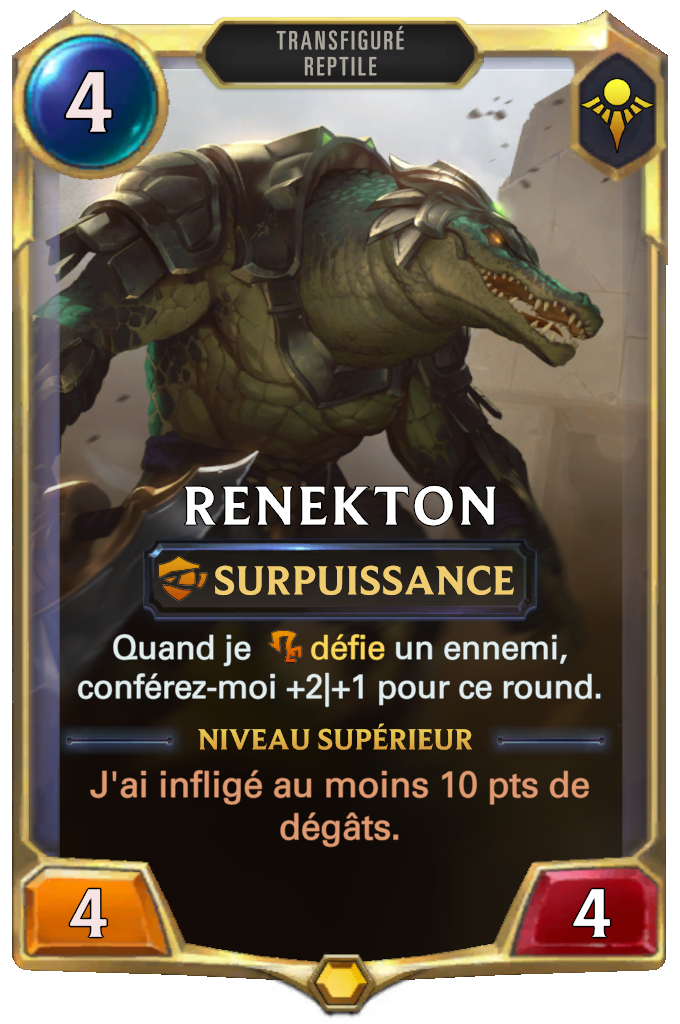 TRANSFIGURÉ
REPTILE
4
RENEKTON
SURPUISSANCE
Quand je défie un ennemi,
conférez-moi +2|+1 pour ce round.
NIVEAU SUPÉRIEUR
J'ai infligé au moins 10 pts de
dégâts.
4
4